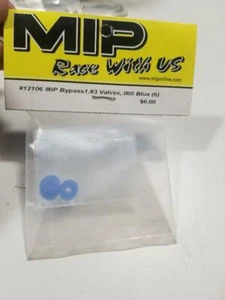 MIP
Race With US
www.miponline.com
#12106 MIP Bypass1,#3 Valves,.005 Blue (6)
$6.00